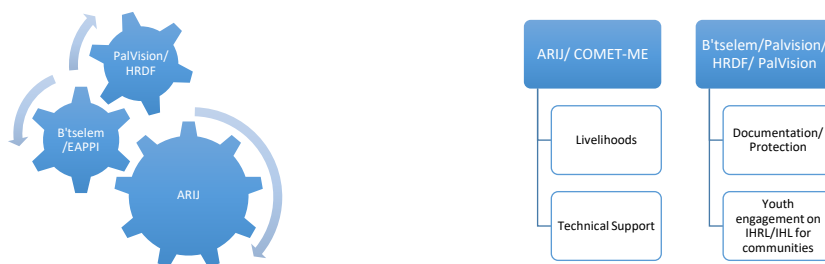 PalVision/
HRDF
B'tselem
/EAPPI
ARIJ
ARIJ/ COMET-ME
Livelihoods
Technical Support
B'tselem/Palvision/
HRDF/ PalVision
Documentation/
Protection
Youth
engagement on
IHRL/IHL for
communities